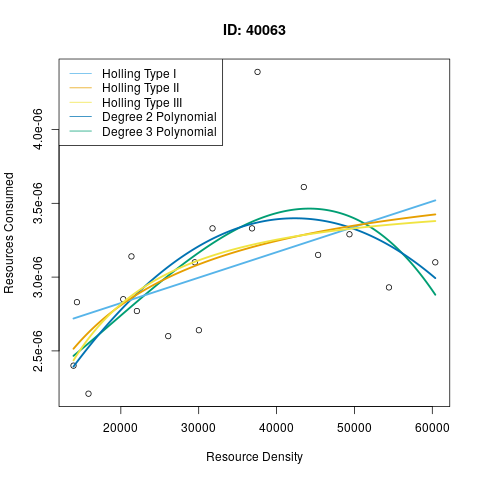 ID: 40063
Holling Type I
Holling Type II
Holling Type III
Degree 2 Polynomial
Degree 3 Polynomial
Resources Consumed
4.0e-06
3.5e-06
3.0e-06
2.5e-06
20000 30000 40000 50000 60000
Resource Density